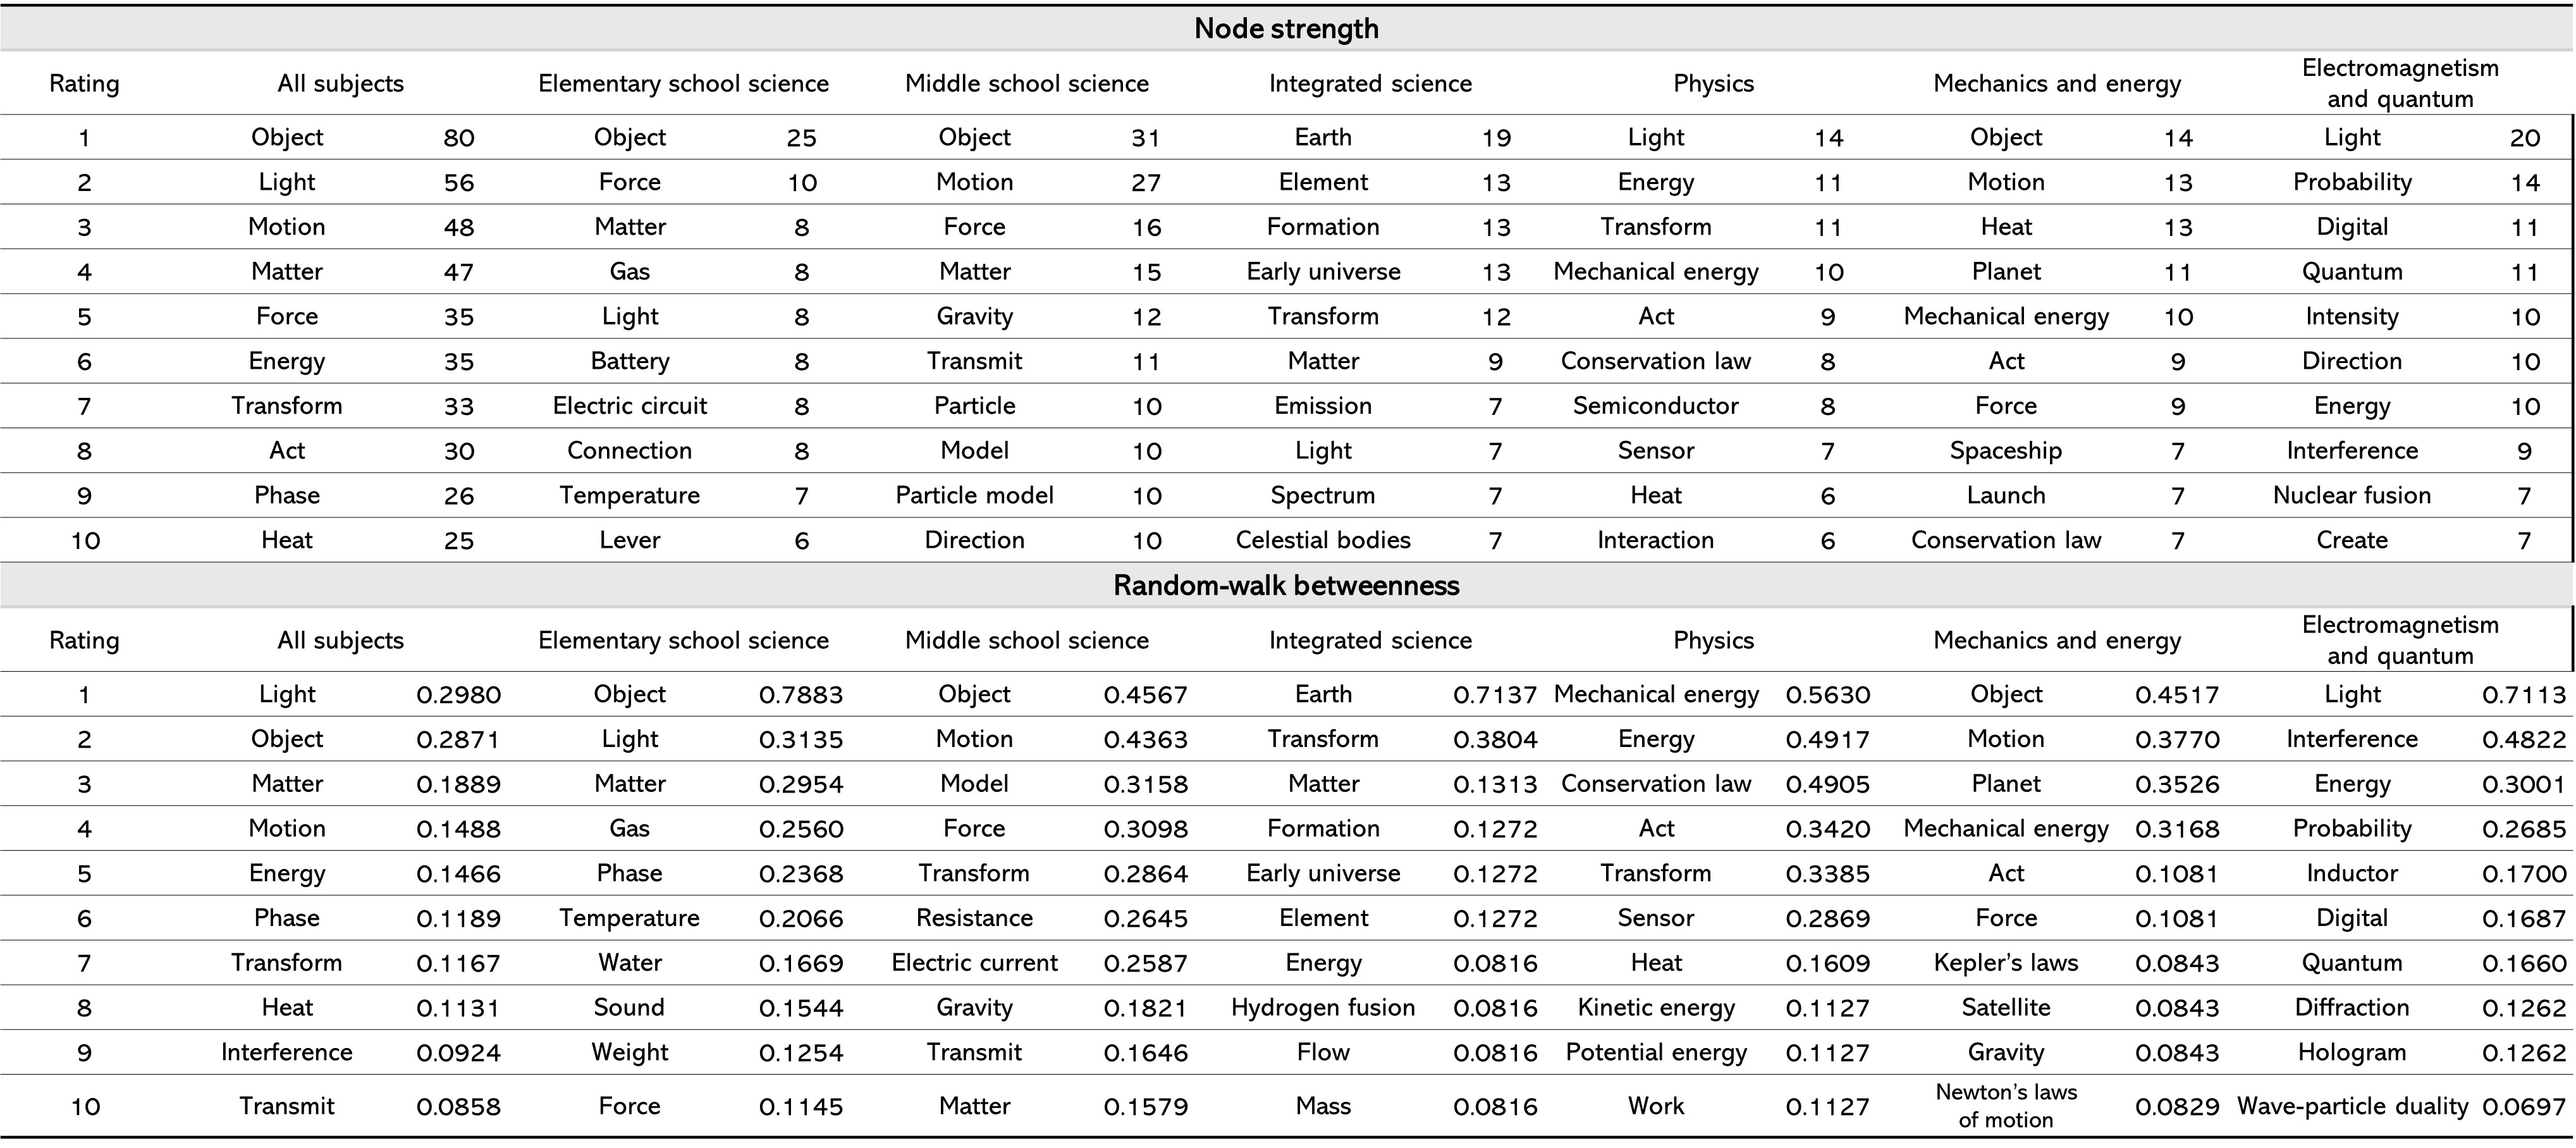 Node strength
Rating All subjects Elementary school science Middle school science Integrated science Physics Mechanics and energy Electromagnetism and quantum
1 Object 80 Object 25 Object 31 Earth 19 Light 14 Object 14 Light 20
2 Light 56 Force 10 Motion 27 Element 13 Energy 11 Motion 13 Probability 14
3 Motion 48 Matter 8 Force 16 Formation 13 Transform 11 Heat 13 Digital 11
4 Matter 47 Gas 8 Matter 15 Early universe 13 Mechanical energy 10 Planet 11 Quantum 11
5 Force 35 Light 8 Gravity 12 Transform 12 Act 9 Mechanical energy 10 Intensity 10
6 Energy 35 Battery 8 Transmit 11 Matter 9 Conservation law 8 Act 9 Direction 10
7 Transform 33 Electric circuit 8 Particle 10 Emission 7 Semiconductor 8 Force 9 Energy 10
8 Act 30 Connection 8 Model 10 Light 7 Sensor 7 Spaceship 7 Interference 9
9 Phase 26 Temperature 7 Particle model 10 Spectrum 7 Heat 6 Launch 7 Nuclear fusion 7
10 Heat 25 Lever 6 Direction 10 Celestial bodies 7 Interaction 6 Conservation law 7 Create 7
Random-walk betweenness
Rating All subjects Elementary school science Middle school science Integrated science Physics Mechanics and energy Electromagnetism and quantum
1 Light 0.2980 Object 0.7883 Object 0.4567 Earth 0.7137 Mechanical energy 0.5630 Object 0.4517 Light 0.7113
2 Object 0.2871 Light 0.3135 Motion 0.4363 Transform 0.3804 Energy 0.4917 Motion 0.3770 Interference 0.4822
3 Matter 0.1889 Matter 0.2954 Model 0.3158 Matter 0.1313 Conservation law 0.4905 Planet 0.3526 Energy 0.3001
4 Motion 0.1488 Gas 0.2560 Force 0.3098 Formation 0.1272 Act 0.3420 Mechanical energy 0.3168 Probability 0.2685
5 Energy 0.1466 Phase 0.2368 Transform 0.2864 Early universe 0.1272 Transform 0.3385 Act 0.1081 Inductor 0.1700
6 Phase 0.1189 Temperature 0.2066 Resistance 0.2645 Element 0.1272 Sensor 0.2869 Force 0.1081 Digital 0.1687
7 Transform 0.1167 Water 0.1669 Electric current 0.2587 Energy 0.0816 Heat 0.1609 Kepler's laws 0.0843 Quantum 0.1660
8 Heat 0.1131 Sound 0.1544 Gravity 0.1821 Hydrogen fusion 0.0816 Kinetic energy 0.1127 Satellite 0.0843 Diffraction 0.1262
9 Interference 0.0924 Weight 0.1254 Transmit 0.1646 Flow 0.0816 Potential energy 0.1127 Gravity 0.0843 Hologram 0.1262
10 Transmit 0.0858 Force 0.1145 Matter 0.1579 Mass 0.0816 Work 0.1127 Newton's laws of motion 0.0829 Wave-particle duality 0.0697